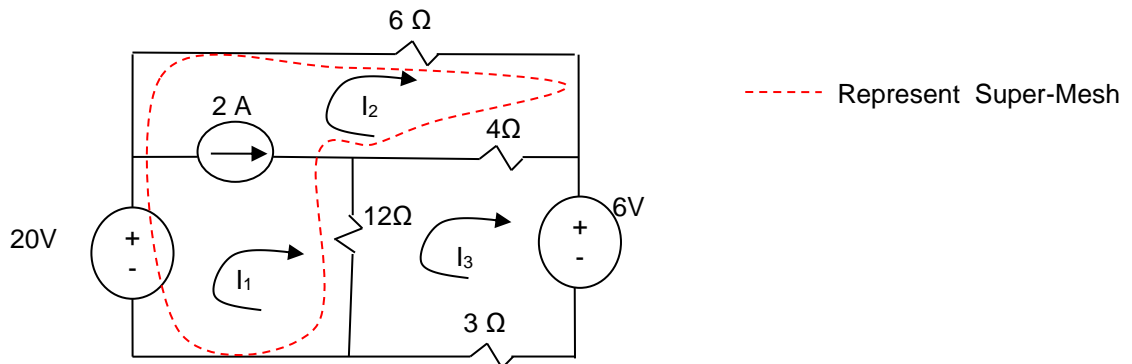 6 Ω
I₂
2 A
Represent Super-Mesh
4Ω
20V
+
-
12Ω
6V
+
-
I₁
I₃
3 Ω